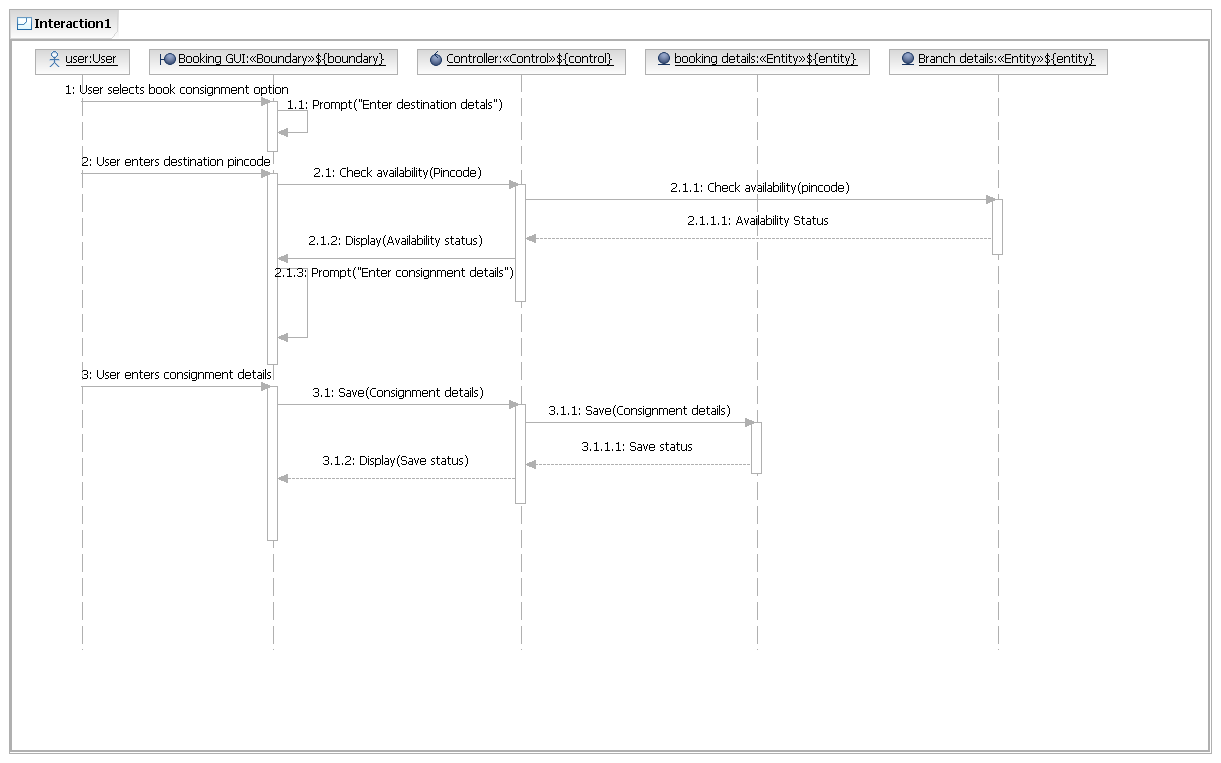 Interaction1
user:User
Booking GUI:«Boundary»${boundary}
Controller:«Control»${control}
booking details:«Entity»${entity}
Branch details:«Entity»${entity}
1: User selects book consignment option
1.1: Prompt("Enter destination detals")
2: User enters destination pincode
2.1: Check availability(Pincode)
2.1.1: Check availability(pincode)
2.1.1.1: Availability Status
2.1.2: Display(Availability status)
2.1.3: Prompt("Enter consignment details")
3: User enters consignment details
3.1: Save(Consignment details)
3.1.1: Save(Consignment details)
3.1.1.1: Save status
3.1.2: Display(Save status)